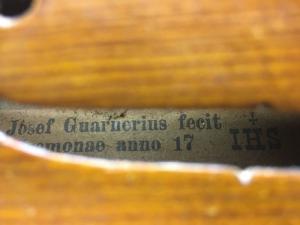 Josef Guarnerius fecit
emonae anno 17 IHS